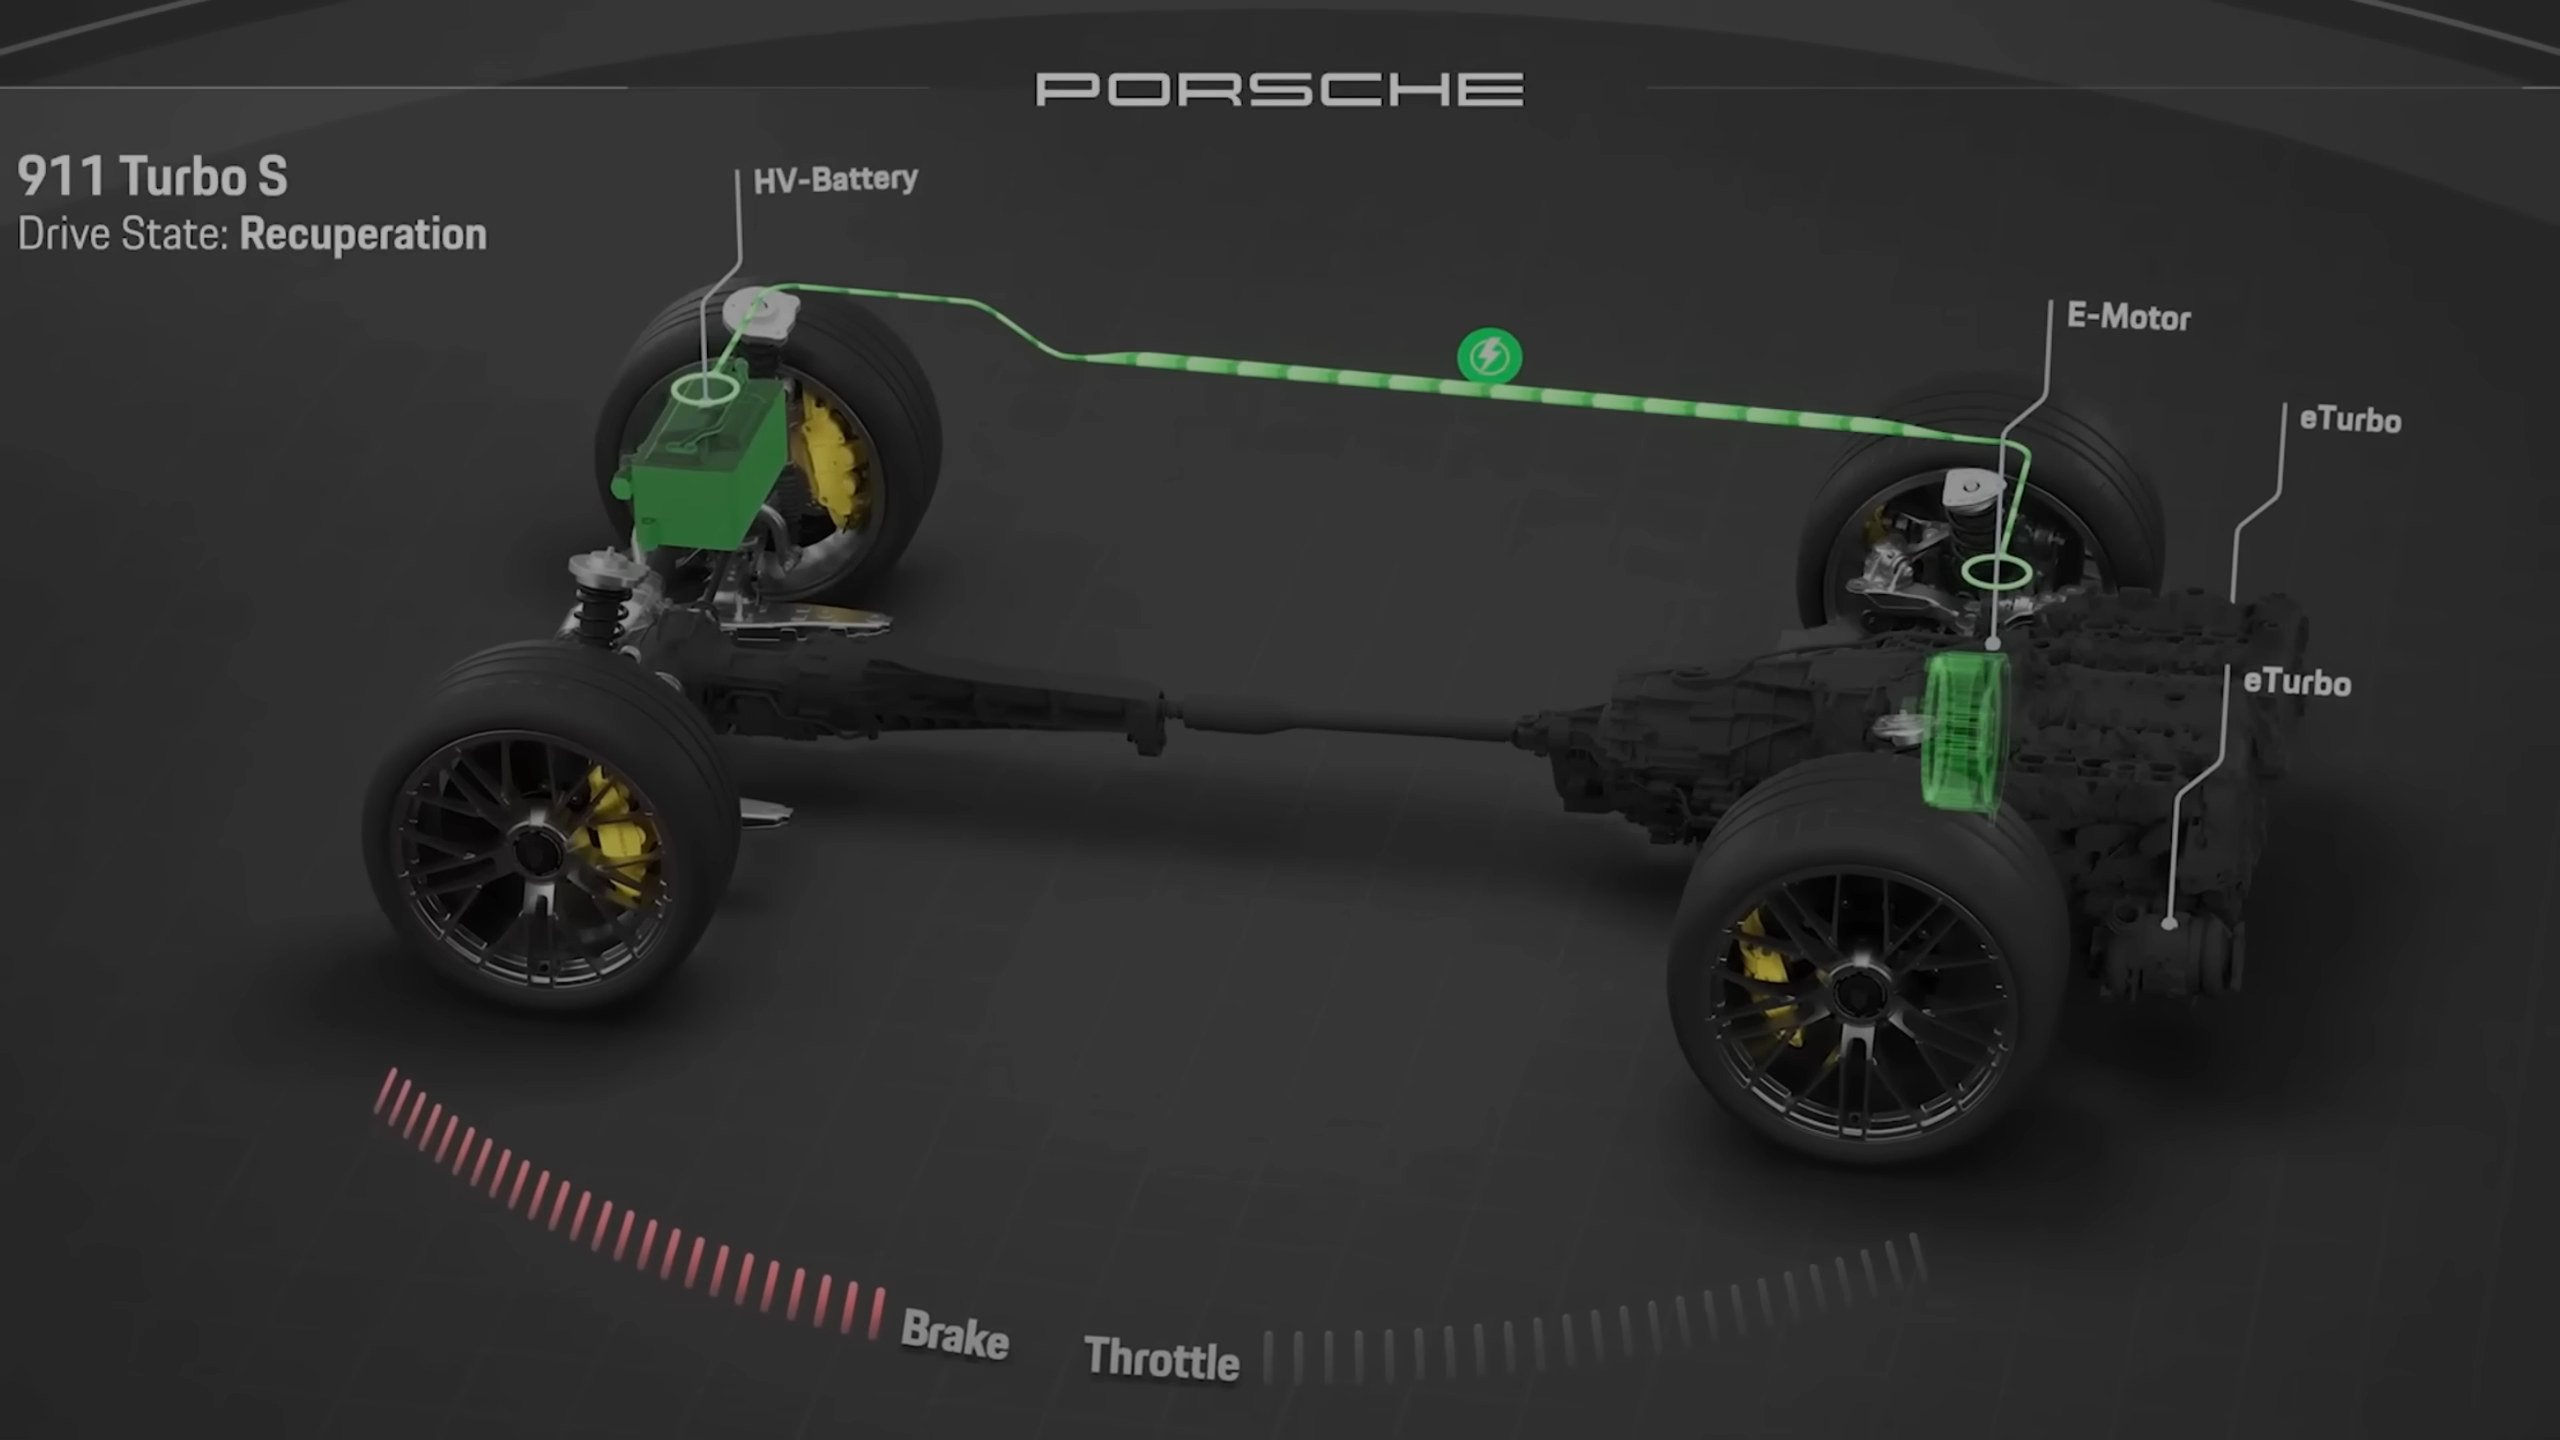 PORSCHE
911 Turbo S
Drive State: Recuperation
HV-Battery
E-Motor
eTurbo
eTurbo
Brake
Throttle